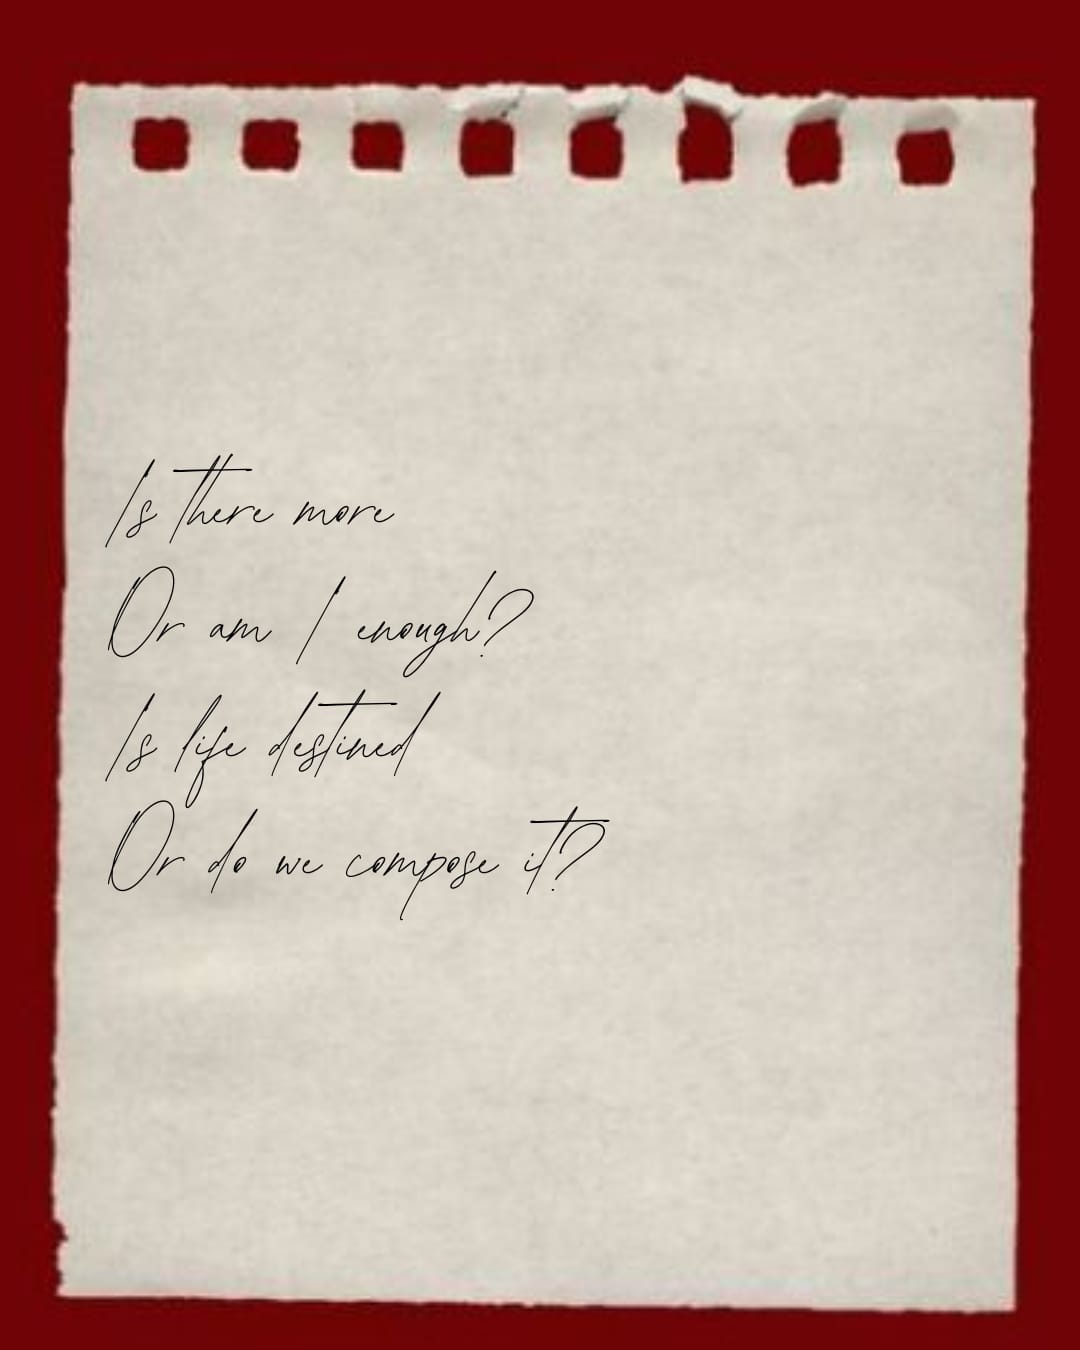 Is there more
Or am I enough?
Is life destined
Or do we compose it?